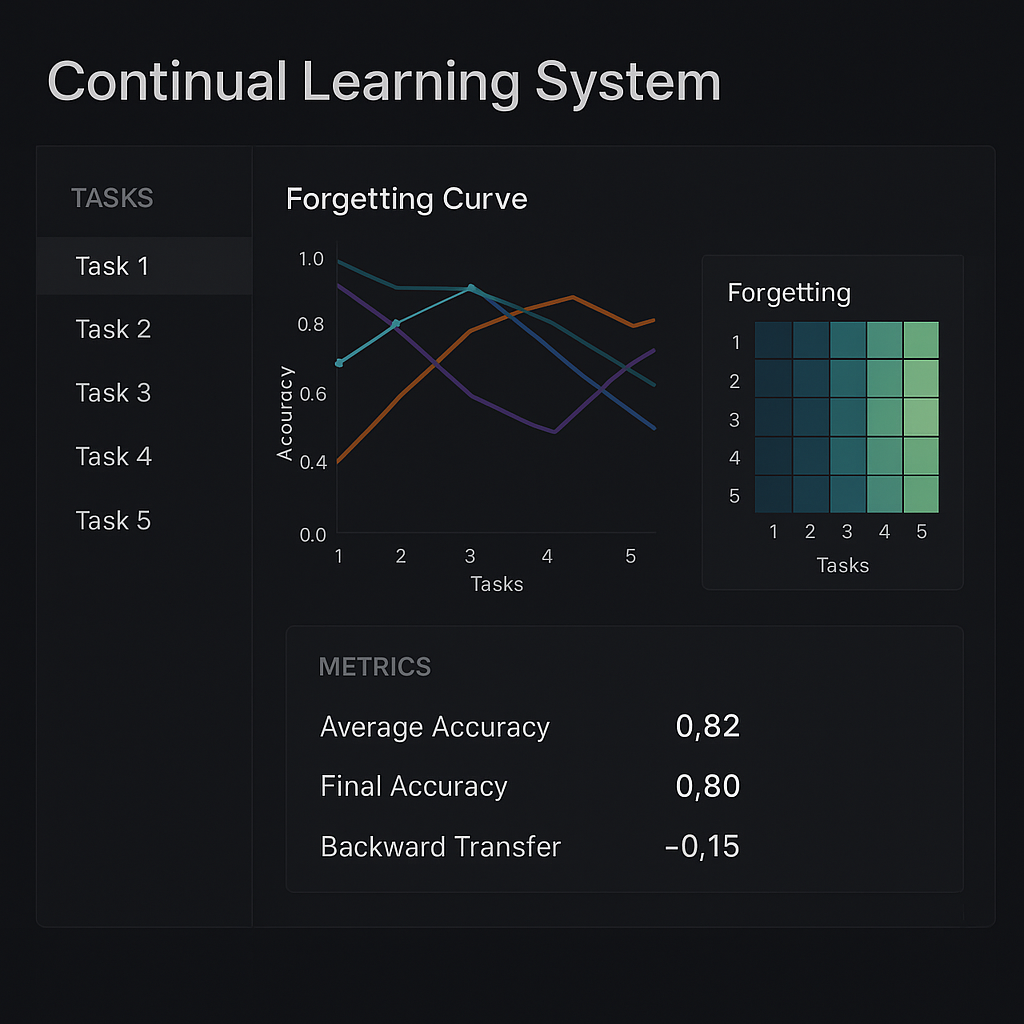 Continual Learning System
TASKS
Task 1
Task 2
Task 3
Task 4
Task 5
Forgetting Curve
Acouracy
1.0
0.8
0.6
0.4
0.0
1 2 3 4 5
Tasks
Forgetting
1
2
3
4
5
1 2 3 4 5
Tasks
METRICS
Average Accuracy 0,82
Final Accuracy 0,80
Backward Transfer −0,15